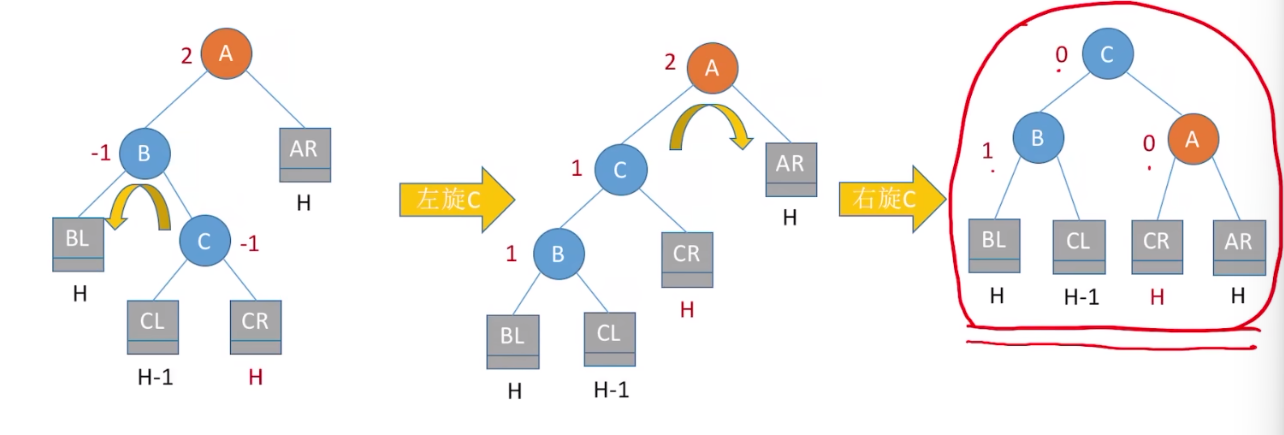 2 A
-1 B
AR
H
BL
H
C -1
CL
H-1
CR
H
左旋C
2 A
1 C
AR
H
1 B
CR
H
BL
H
CL
H-1
右旋C
0 C
1 B
0 A
BL CL CR AR
H H-1 H H